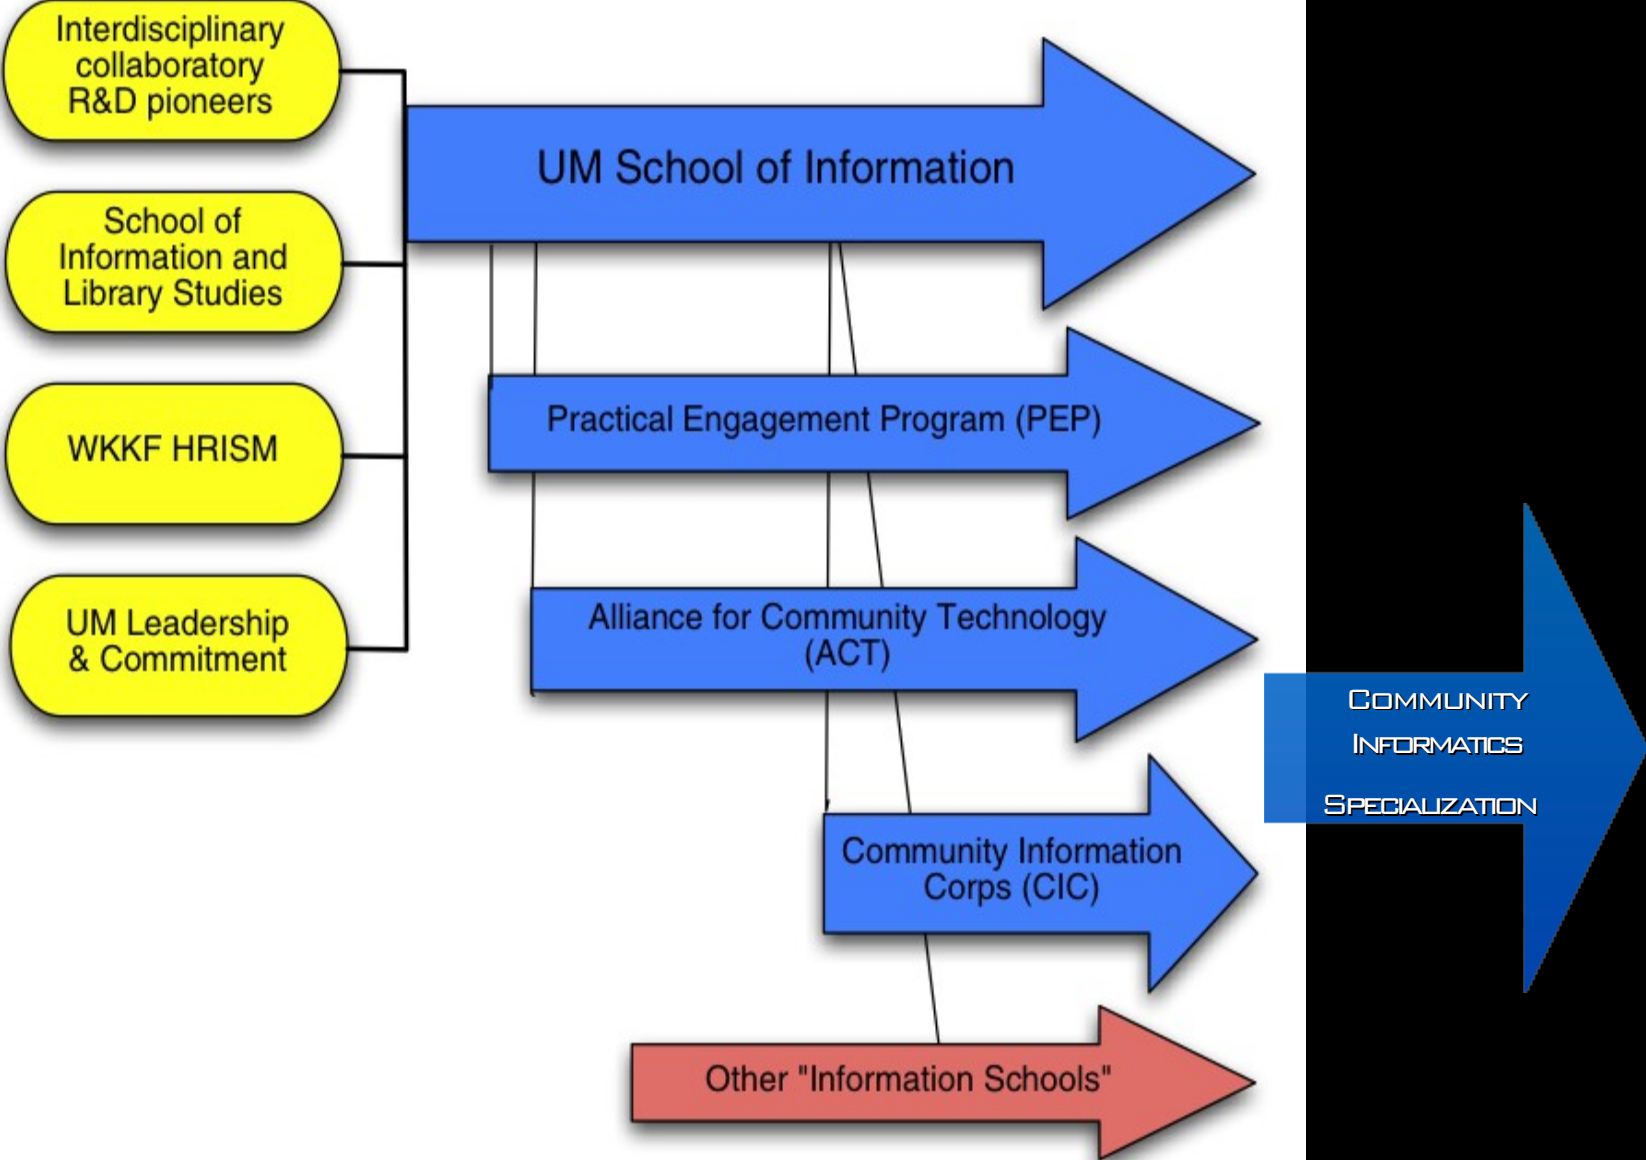 Interdisciplinary
collaboratory
R&D pioneers
School of
Information and
Library Studies
WKKF HRISM
UM Leadership
& Commitment
UM School of Information
Practical Engagement Program (PEP)
Alliance for Community Technology
(ACT)
Community Information
Corps (CIC)
Other "Information Schools"
Community
Informatics
Specialization